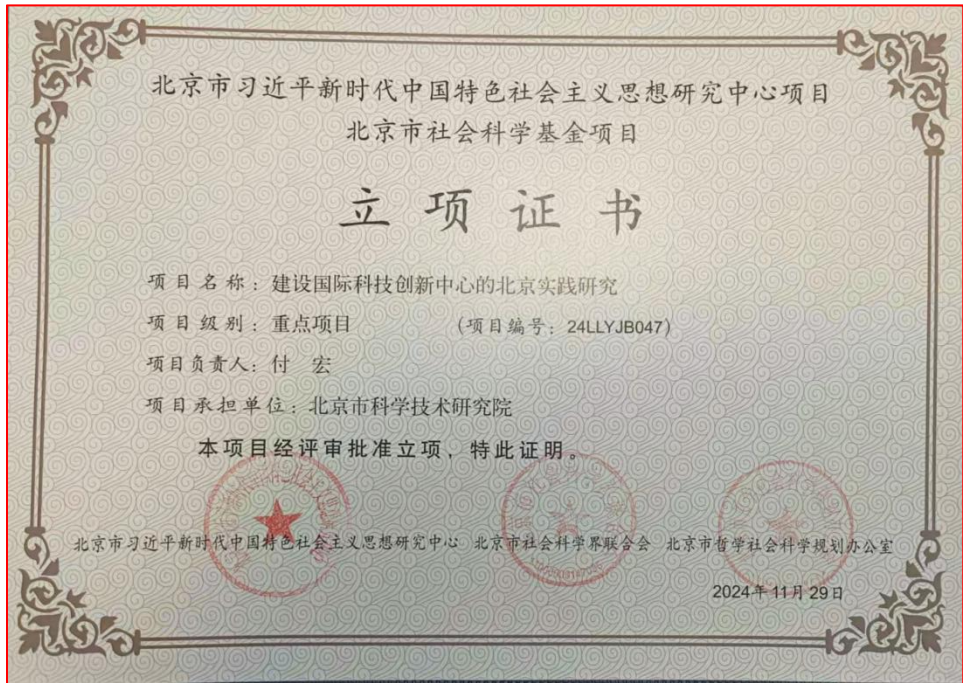 北京市习近平新时代中国特色社会主义思想研究中心项目
北京市社会科学基金项目
立项证书
项目名称：建设国际科技创新中心的北京实践研究
项目级别：重点项目 （项目编号：24LLYJB047）
项目负责人：付 宏
项目承担单位：北京市科学技术研究院
本项目经评审批准立项，特此证明。
北京市习近平新时代中国特色社会主义思想研究中心 北京市社会科学界联合会 北京市哲学社会科学规划办公室
2024年11月29日